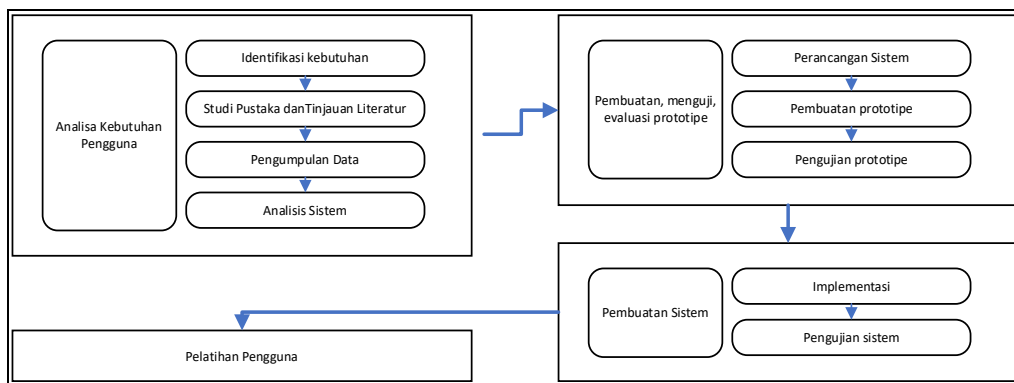 Analisa Kebutuhan
Pengguna
Identifikasi kebutuhan
Studi Pustaka danTinjauan Literatur
Pengumpulan Data
Analisis Sistem
Pembuatan, menguji,
evaluasi prototipe
Perancangan Sistem
Pembuatan prototipe
Pengujian prototipe
Pembuatan Sistem
Implementasi
Pengujian sistem
Pelatihan Pengguna